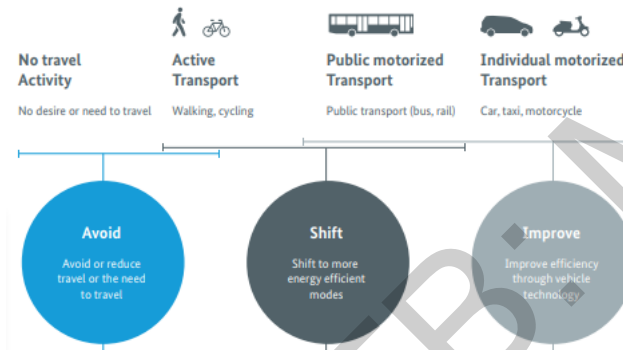 No travel
Activity
Active
Transport
Public motorized
Transport
Individual motorized
Transport
No desire or need to travel
Walking, cycling
Public transport (bus, rail)
Car, taxi, motorcycle
Avoid
Avoid or reduce
travel or the need
to travel
Shift
Shift to more
energy efficient
modes
Improve
Improve efficiency
through vehicle
technology